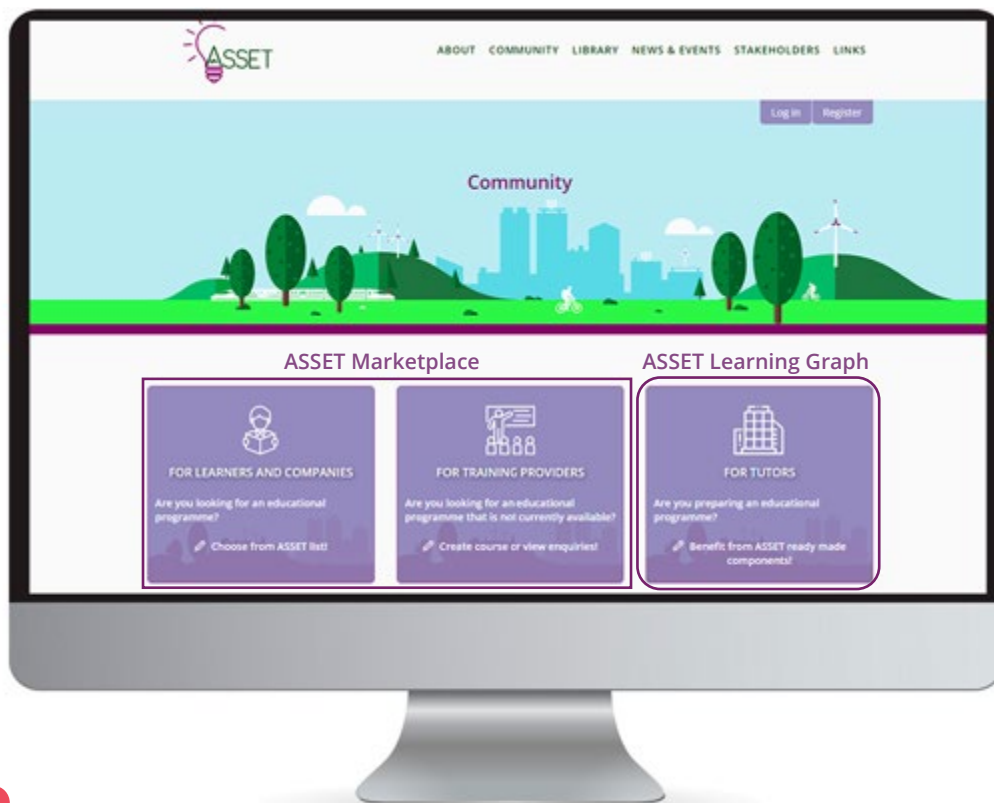 ASSET
ABOUT COMMUNITY LIBRARY NEWS & EVENTS STAKEHOLDERS LINKS
Log in Register
Community
ASSET Marketplace
ASSET Learning Graph
FOR LEARNERS AND COMPANIES
Are you looking for an educational
programme?
Choose from ASSET list!
FOR TRAINING PROVIDERS
Are you looking for an educational
programme that is not currently available?
Create course or view enquiries!
FOR TUTORS
Are you preparing an educational
programme?
Benefit from ASSET ready made
components!